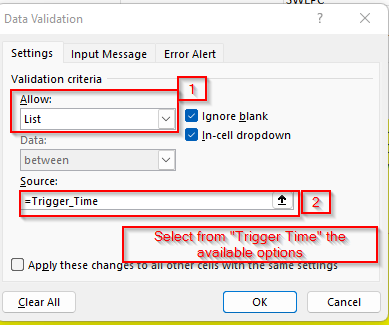 Data Validation
?
Settings
Input Message
Error Alert
Validation criteria
Allow:
1
List
Ignore blank
In-cell dropdown
Data:
between
Source:
=Trigger_Time
2
Select from "Trigger Time" the
available options
Apply these changes to all other cells with the same settings
Clear All
OK
Cancel